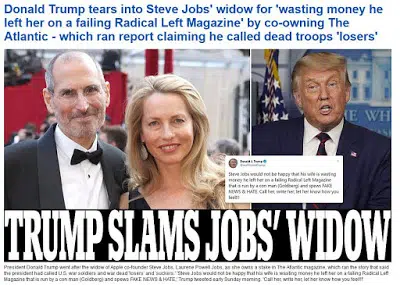 Donald Trump tears into Steve Jobs' widow for 'wasting money he
left her on a failing Radical Left Magazine' by co-owning The
Atlantic - which ran report claiming he called dead troops 'losers'
Donald J. Trump
Steve Jobs would not be happy that his wife is wasting
money he left her on a failing Radical Left Magazine
that is run by a con man (Goldberg) and spews FAKE
NEWS & HATE. Call her, write her, let her know how you
feel!!!
TRUMP SLAMS JOBS' WIDOW
President Donald Trump went after the widow of Apple co-founder Steve Jobs, Laurene Powell Jobs, as she owns a stake in The Atlantic magazine, which ran the story that said
the president had called U.S. war soldiers and war dead 'lovers' and 'suckers.' 'Steve Jobs would not be happy that his wife is wasting money he left her on a failing Radical Left
Magazine that is run by a con man (Goldberg) and spews FAKE NEWS & HATE,' Trump tweeted early Sunday morning. 'Call her, write her, let her know how you feel!!!'